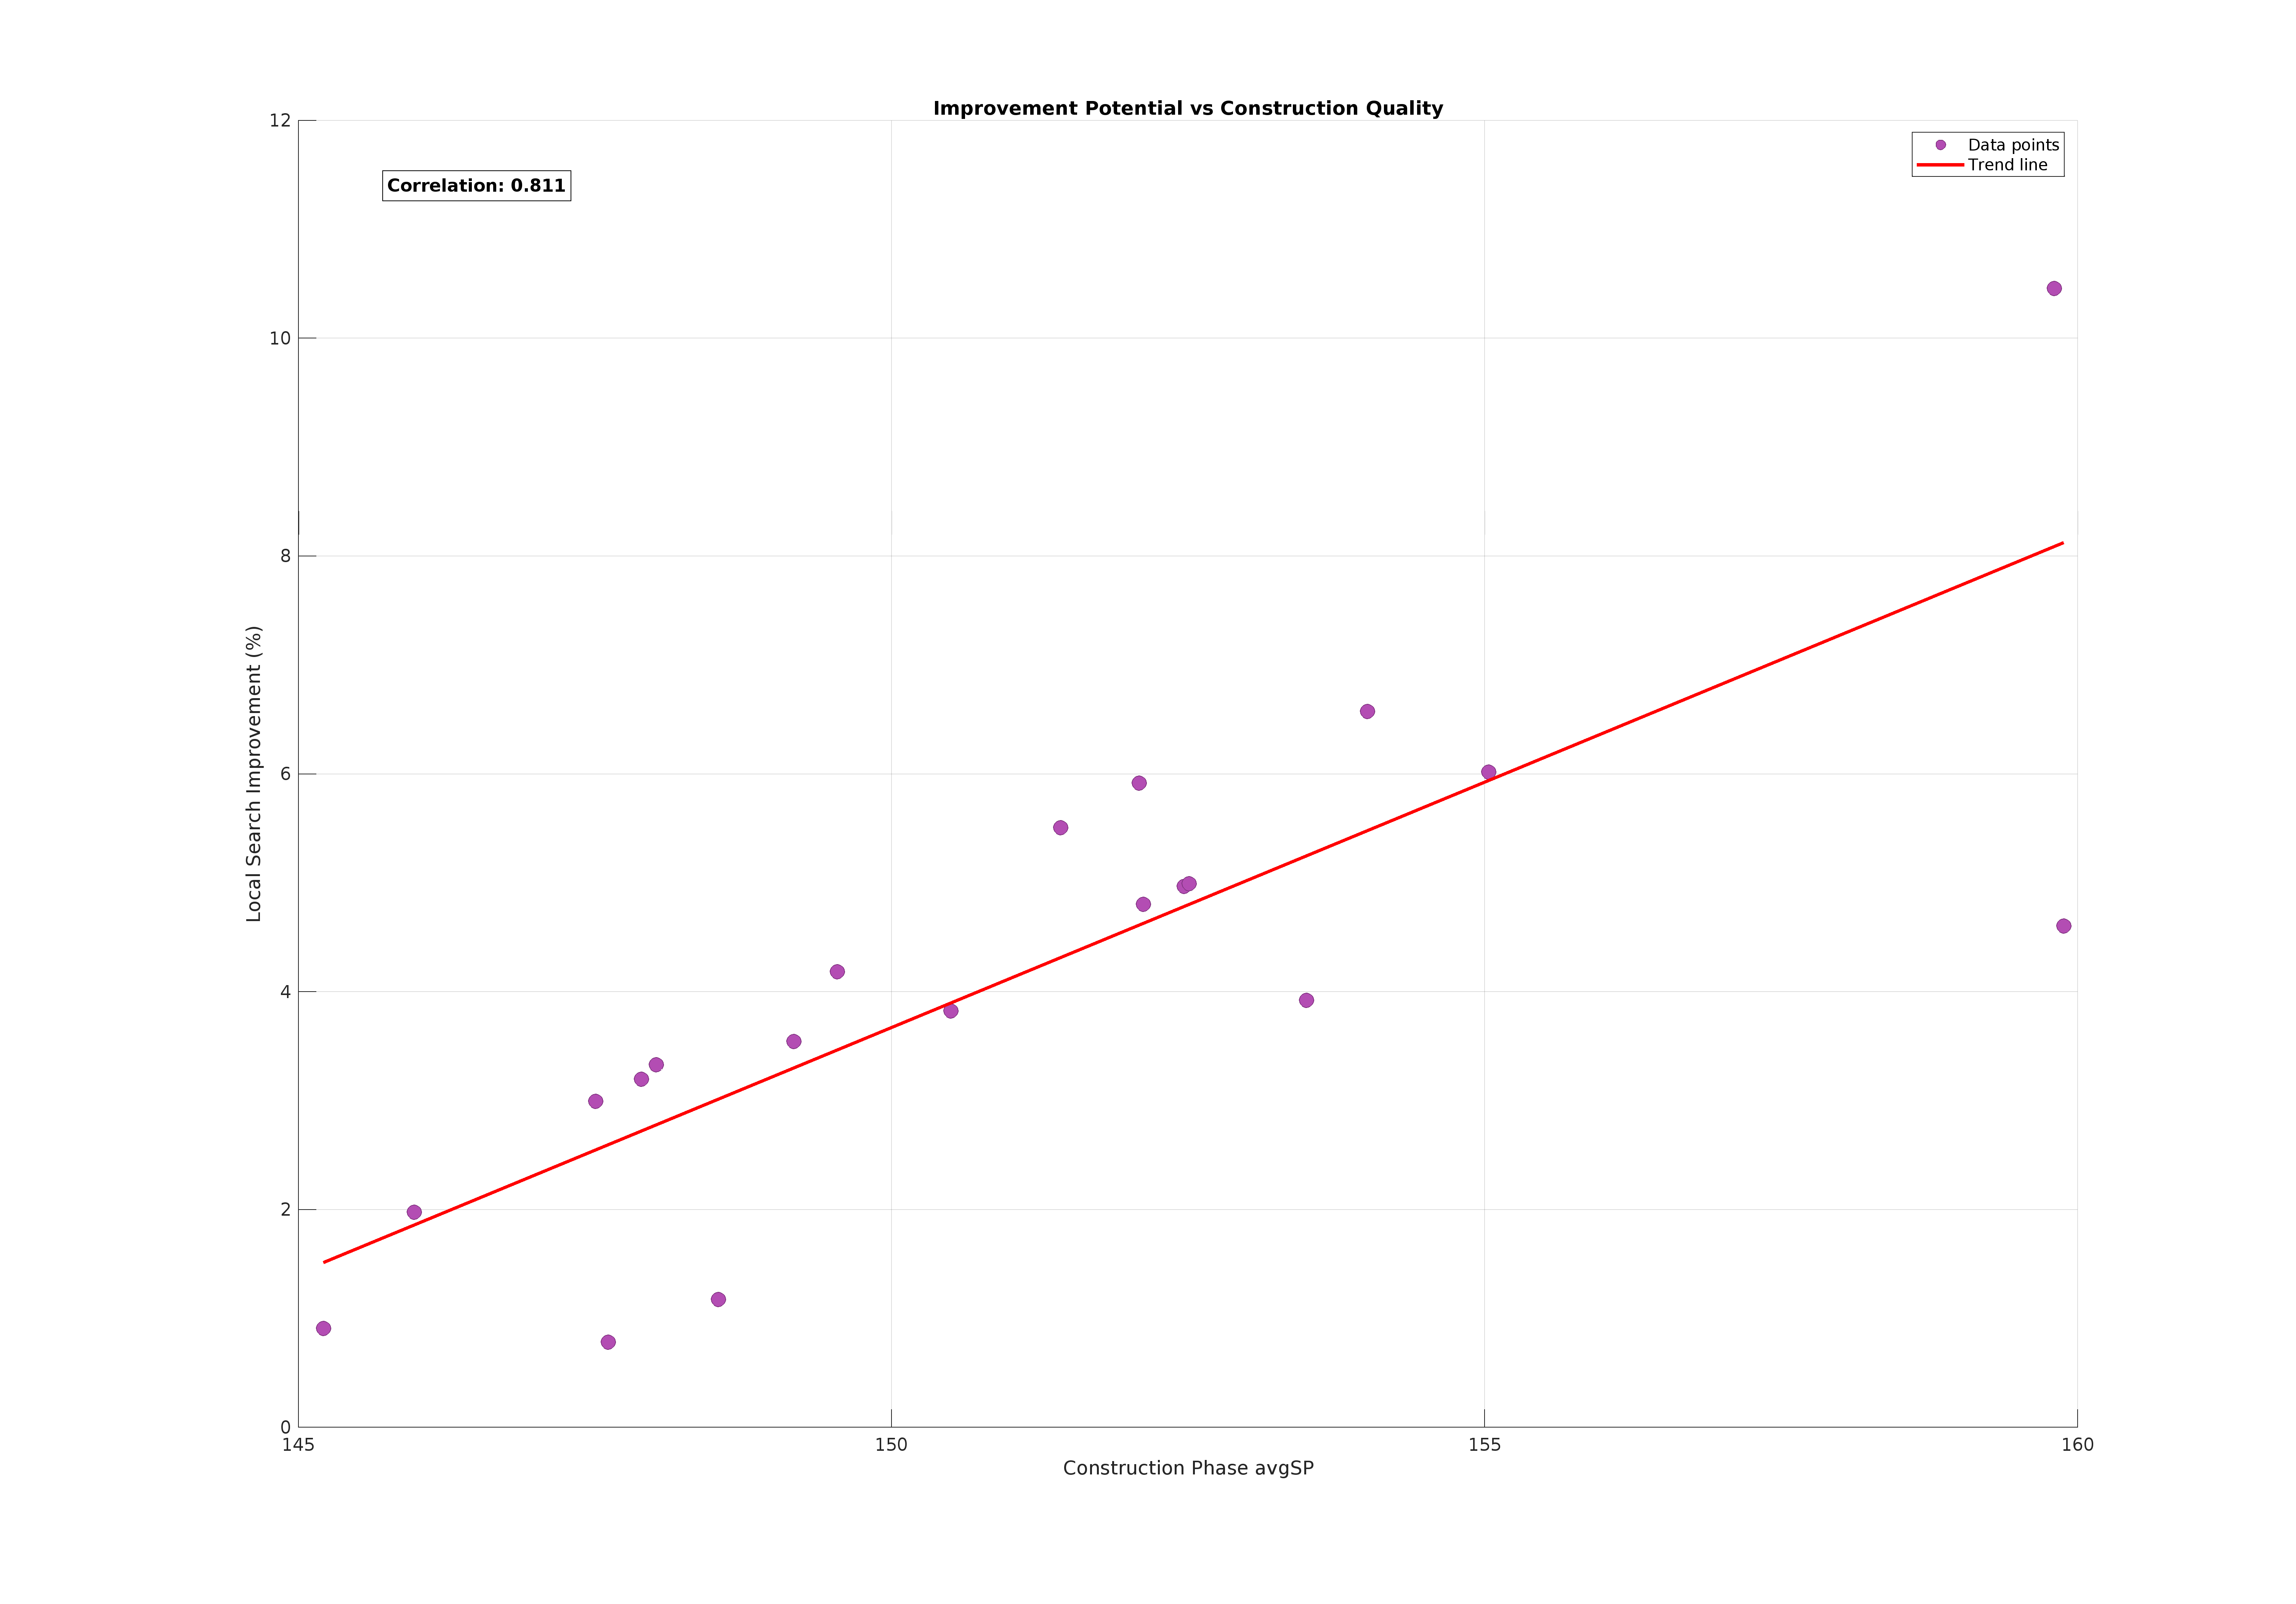 Improvement Potential vs Construction Quality
Correlation: 0.811
Data points
Trend line
12
10
8
6
4
2
0
Local Search Improvement (%)
145
150
155
160
Construction Phase avgSP